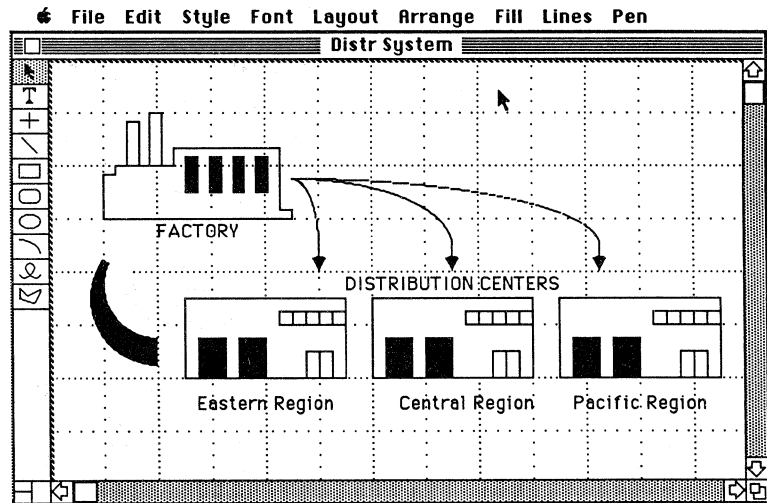 File Edit Style Font Layout Arrange Fill Lines Pen
Distr System
T
FACTORY
DISTRIBUTION CENTERS
Eastern Region Central Region Pacific Region